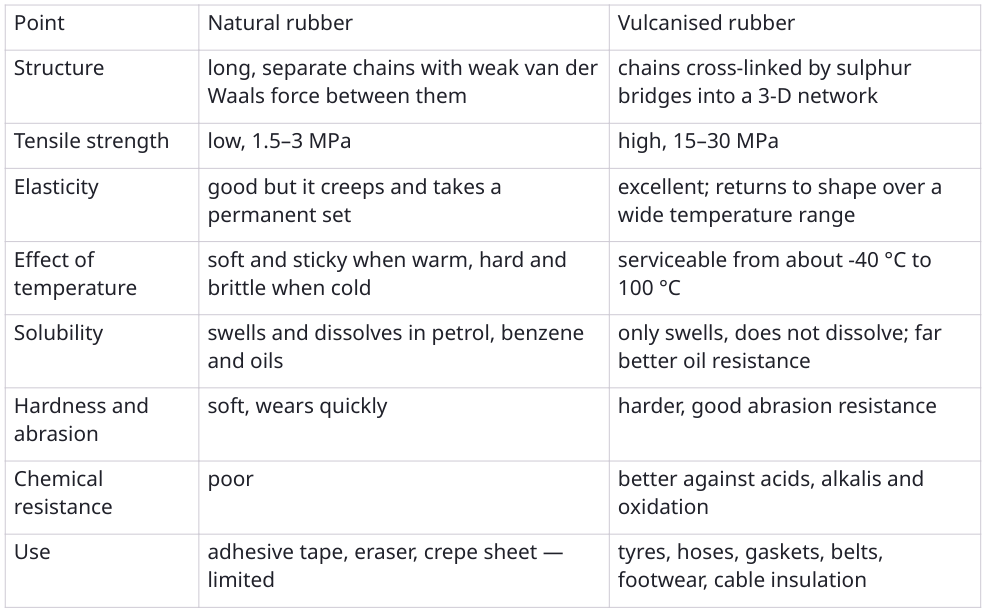 Point
Natural rubber
Vulcanised rubber
Structure
long, separate chains with weak van der
Waals force between them
chains cross-linked by sulphur
bridges into a 3-D network
Tensile strength
low, 1.5–3 MPa
high, 15–30 MPa
Elasticity
good but it creeps and takes a
permanent set
excellent; returns to shape over a
wide temperature range
Effect of
temperature
soft and sticky when warm, hard and
brittle when cold
serviceable from about -40 °C to
100 °C
Solubility
swells and dissolves in petrol, benzene
and oils
only swells, does not dissolve; far
better oil resistance
Hardness and
abrasion
soft, wears quickly
harder, good abrasion resistance
Chemical
resistance
poor
better against acids, alkalis and
oxidation
Use
adhesive tape, eraser, crepe sheet —
limited
tyres, hoses, gaskets, belts,
footwear, cable insulation